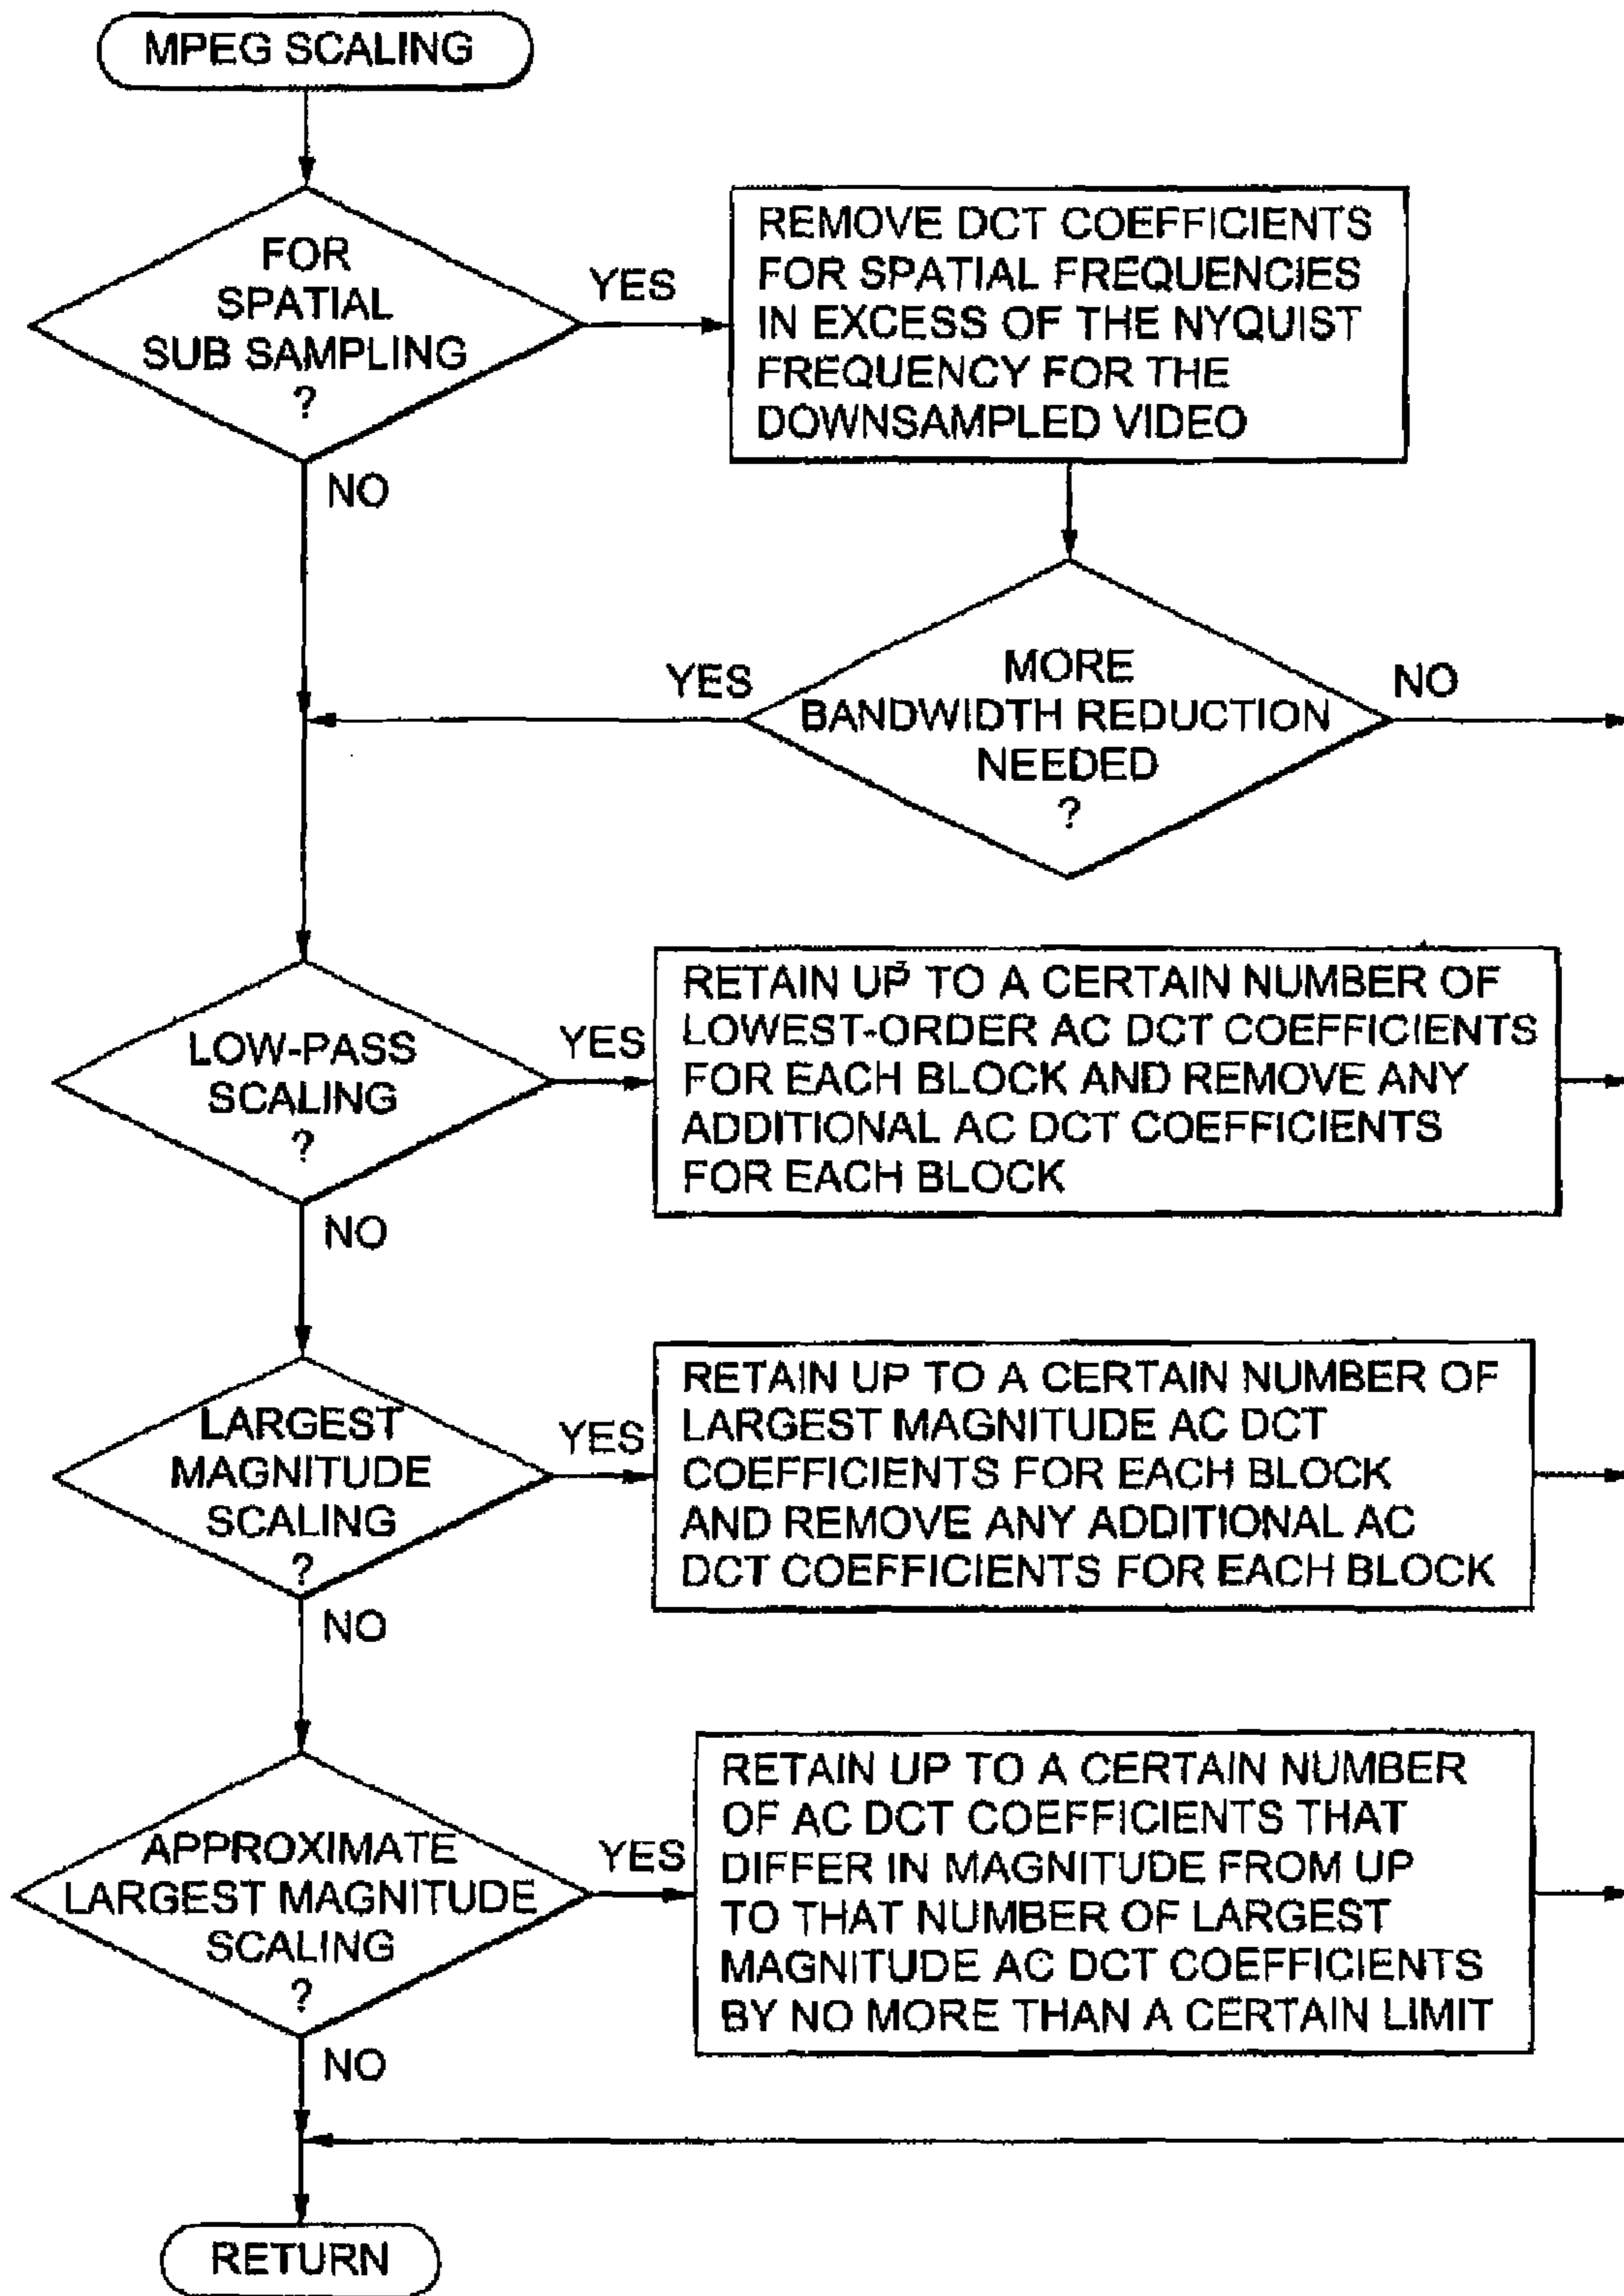 MPEG SCALING
FOR
SPATIAL
SUB SAMPLING
?
YES
NO
REMOVE DCT COEFFICIENTS
FOR SPATIAL FREQUENCIES
IN EXCESS OF THE NYQUIST
FREQUENCY FOR THE
DOWNSAMPLED VIDEO
MORE
BANDWIDTH REDUCTION
NEEDED
?
YES
NO
LOW-PASS
SCALING
?
YES
NO
RETAIN UP TO A CERTAIN NUMBER OF
LOWEST-ORDER AC DCT COEFFICIENTS
FOR EACH BLOCK AND REMOVE ANY
ADDITIONAL AC DCT COEFFICIENTS
FOR EACH BLOCK
LARGEST
MAGNITUDE
SCALING
?
YES
NO
RETAIN UP TO A CERTAIN NUMBER OF
LARGEST MAGNITUDE AC DCT
COEFFICIENTS FOR EACH BLOCK
AND REMOVE ANY ADDITIONAL AC
DCT COEFFICIENTS FOR EACH BLOCK
APPROXIMATE
LARGEST MAGNITUDE
SCALING
?
YES
NO
RETAIN UP TO A CERTAIN NUMBER
OF AC DCT COEFFICIENTS THAT
DIFFER IN MAGNITUDE FROM UP
TO THAT NUMBER OF LARGEST
MAGNITUDE AC DCT COEFFICIENTS
BY NO MORE THAN A CERTAIN LIMIT
RETURN